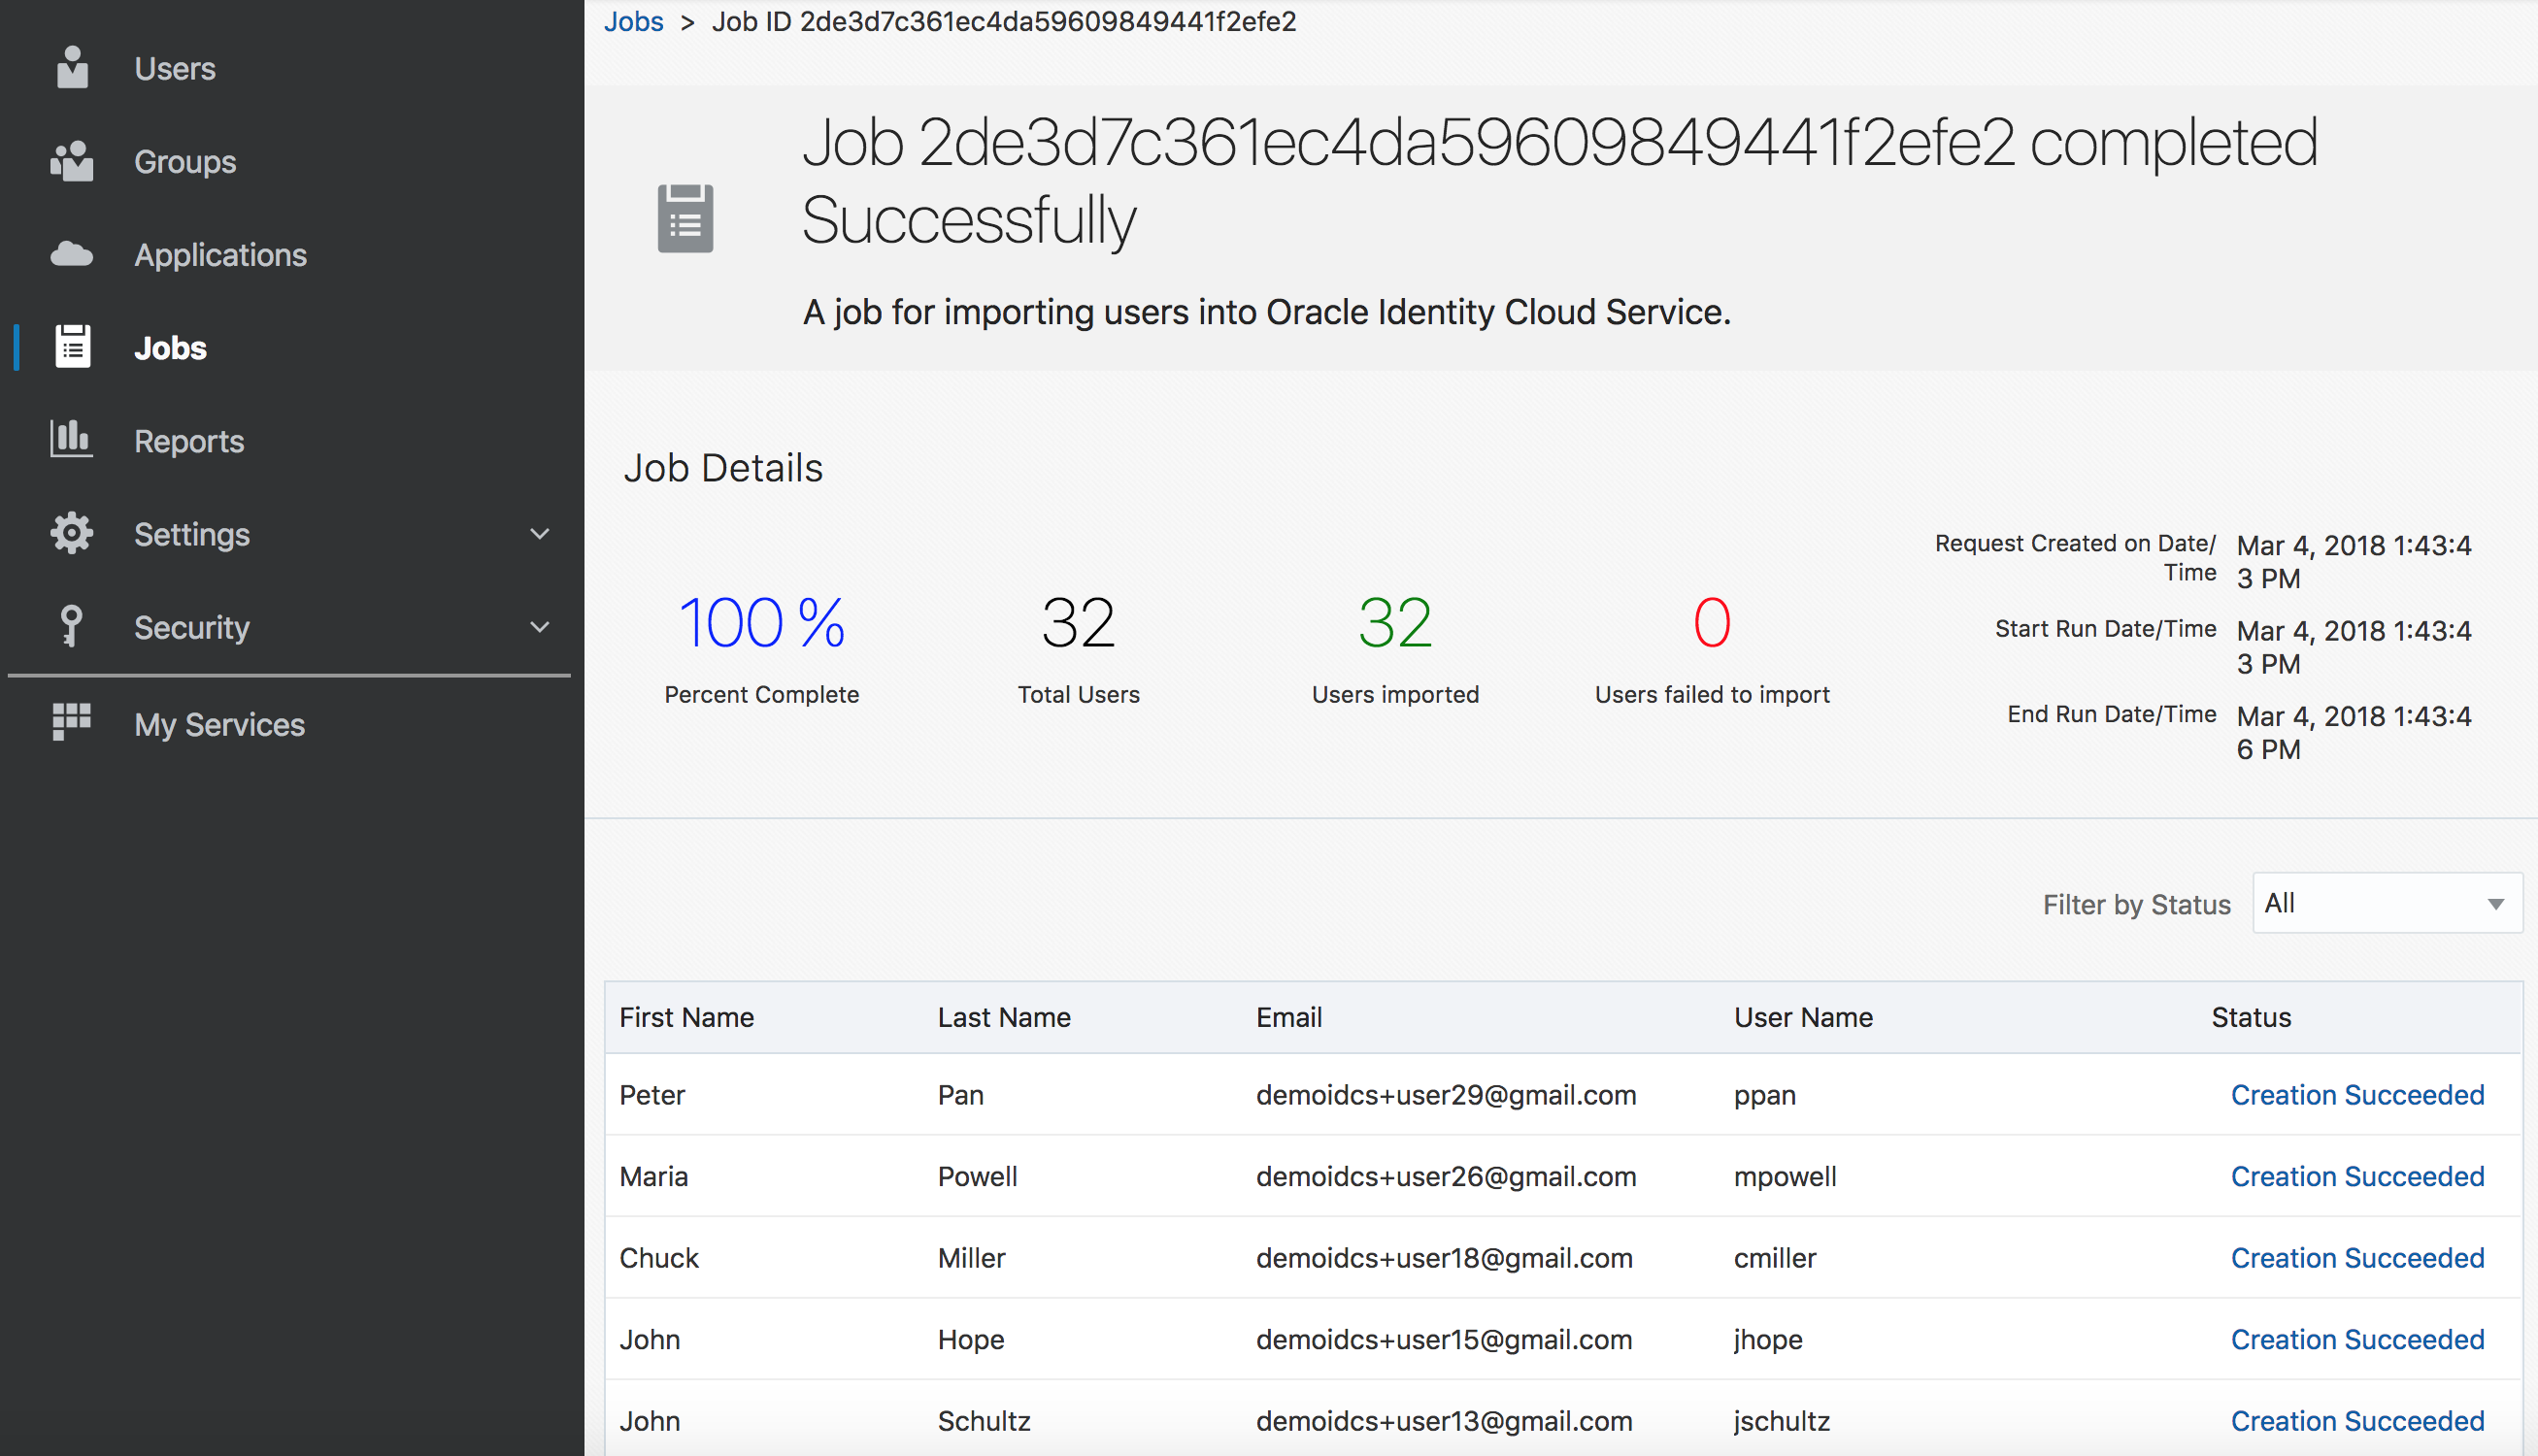 Users
Groups
Applications
Jobs
Reports
Settings
Security
My Services
Jobs > Job ID 2de3d7c361ec4da59609849441f2efe2
Job 2de3d7c361ec4da59609849441f2efe2 completed
Successfully
A job for importing users into Oracle Identity Cloud Service.
Job Details
100 %
Percent Complete
32
Total Users
32
Users imported
0
Users failed to import
Request Created on Date/
Time
Mar 4, 2018 1:43:4
3 PM
Start Run Date/Time
Mar 4, 2018 1:43:4
3 PM
End Run Date/Time
Mar 4, 2018 1:43:4
6 PM
Filter by Status All
First Name Last Name Email User Name Status
Peter Pan demoidcs+user29@gmail.com ppan Creation Succeeded
Maria Powell demoidcs+user26@gmail.com mpowell Creation Succeeded
Chuck Miller demoidcs+user18@gmail.com cmiller Creation Succeeded
John Hope demoidcs+user15@gmail.com jhope Creation Succeeded
John Schultz demoidcs+user13@gmail.com jschultz Creation Succeeded